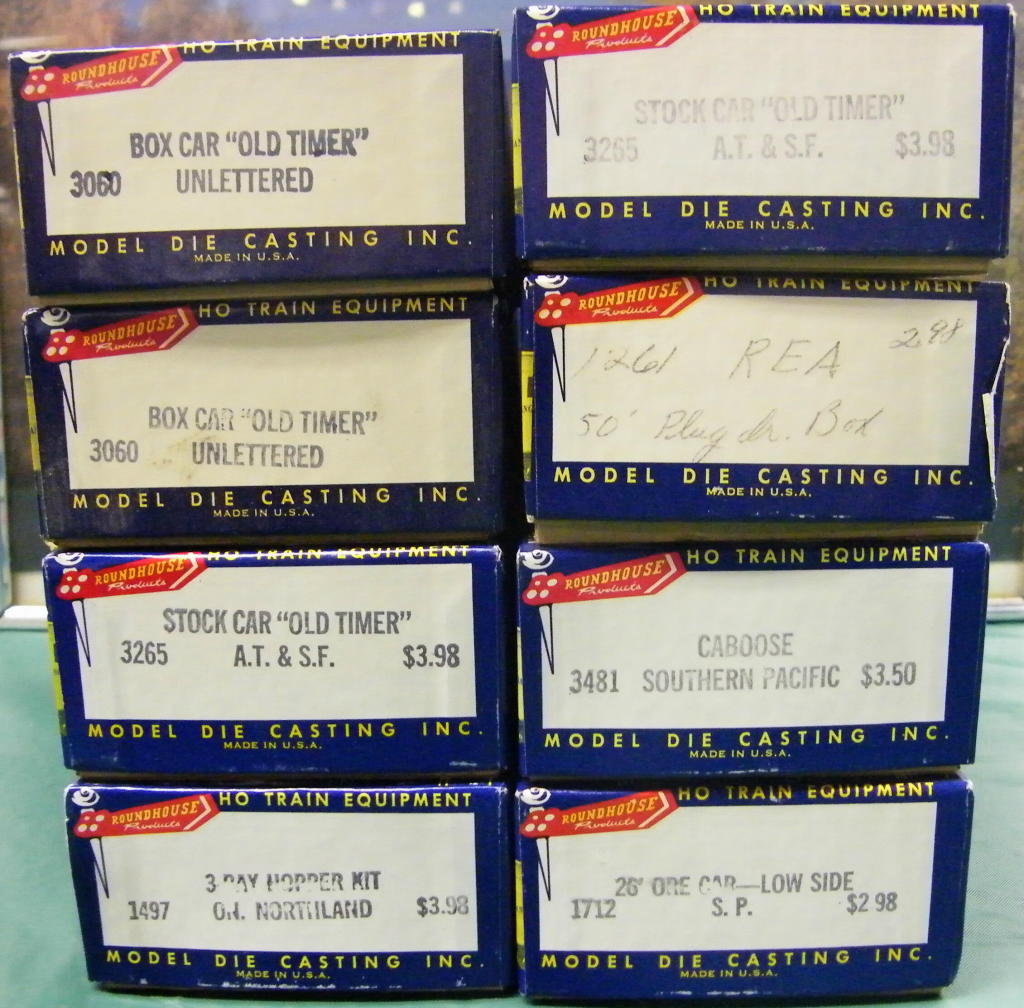 HO TRAIN EQUIPMENT
ROUNDHOUSE
Products
BOX CAR "OLD TIMER"
3060 UNLETTERED
MODEL DIE CASTING INC.
MADE IN U.S.A.
HO TRAIN EQUIPMENT
ROUNDHOUSE
Products
BOX CAR "OLD TIMER"
3060 UNLETTERED
MODEL DIE CASTING INC.
MADE IN U.S.A.
HO TRAIN EQUIPMENT
ROUNDHOUSE
Products
STOCK CAR "OLD TIMER"
3265 A.T. & S.F. $3.98
MODEL DIE CASTING INC.
MADE IN U.S.A.
HO TRAIN EQUIPMENT
ROUNDHOUSE
Products
3-BAY HOPPER KIT
1497 ON. NORTHLAND $3.98
MODEL DIE CASTING INC.
MADE IN U.S.A.
HO TRAIN EQUIPMENT
ROUNDHOUSE
Products
STOCK CAR "OLD TIMER"
3265 A.T. & S.F. $3.98
MODEL DIE CASTING INC.
MADE IN U.S.A.
HO TRAIN EQUIPMENT
ROUNDHOUSE
Products
1261 REA 2.98
50' Plug dr. Box
MODEL DIE CASTING INC.
MADE IN U.S.A.
HO TRAIN EQUIPMENT
ROUNDHOUSE
Products
CABOOSE
3481 SOUTHERN PACIFIC $3.50
MODEL DIE CASTING INC.
MADE IN U.S.A.
HO TRAIN EQUIPMENT
ROUNDHOUSE
Products
26' ORE CAR—LOW SIDE
1712 S. P. $2 98
MODEL DIE CASTING INC.
MADE IN U.S.A.